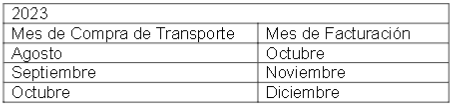 2023
Mes de Compra de Transporte Mes de Facturación
Agosto Octubre
Septiembre Noviembre
Octubre Diciembre